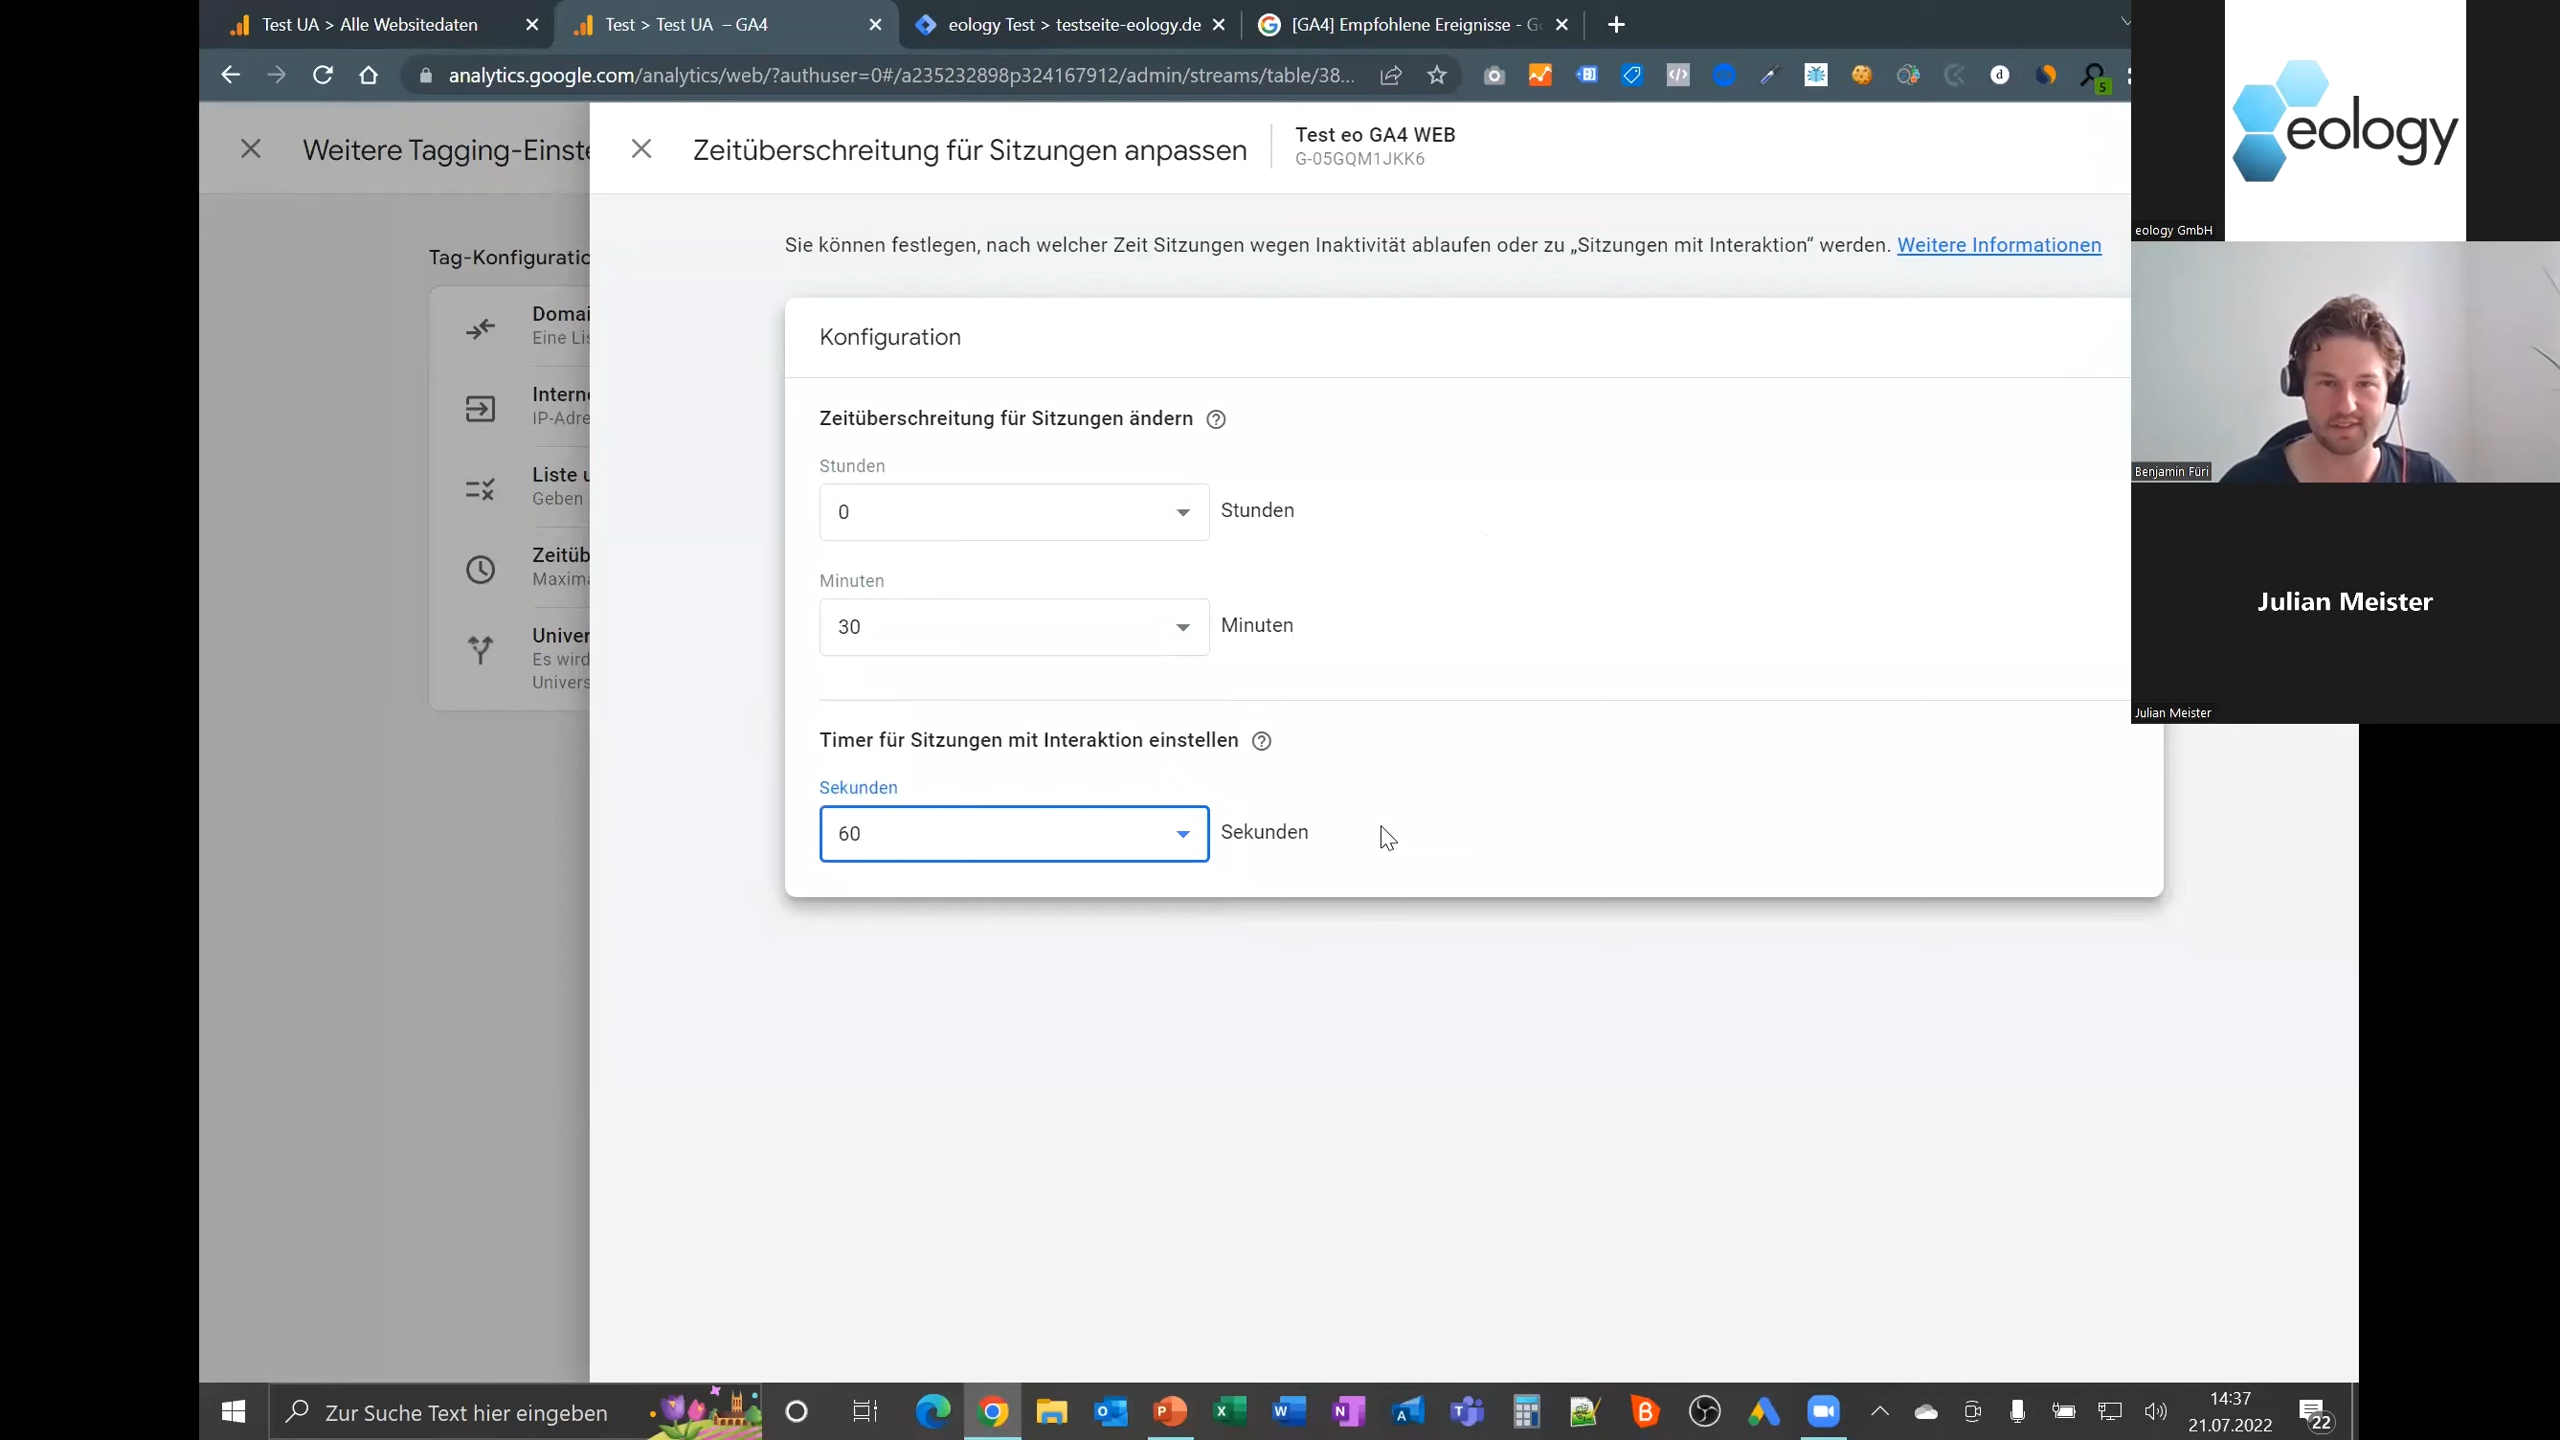 Test UA > Alle Websitedaten
Test > Test UA – GA4
eology Test > testseite-eology.de
[GA4] Empfohlene Ereignisse - G
analytics.google.com/analytics/web/?authuser=0#/a235232898p324167912/admin/streams/table/38...
5
Weitere Tagging-Einste
Zeitüberschreitung für Sitzungen anpassen
Test eo GA4 WEB
G-05GQM1JKK6
Sie können festlegen, nach welcher Zeit Sitzungen wegen Inaktivität ablaufen oder zu „Sitzungen mit Interaktion“ werden. Weitere Informationen
Tag-Konfiguratio
Domai
Eine Lis
Intern
IP-Adre
Liste u
Geben
Zeitüb
Maxima
Univer
Es wird
Univers
Konfiguration
Zeitüberschreitung für Sitzungen ändern
Stunden
0
Stunden
Minuten
30
Minuten
Timer für Sitzungen mit Interaktion einstellen
Sekunden
60
Sekunden
eology
eology GmbH
Benjamin Füri
Julian Meister
Julian Meister
Zur Suche Text hier eingeben
14:37
21.07.2022
22